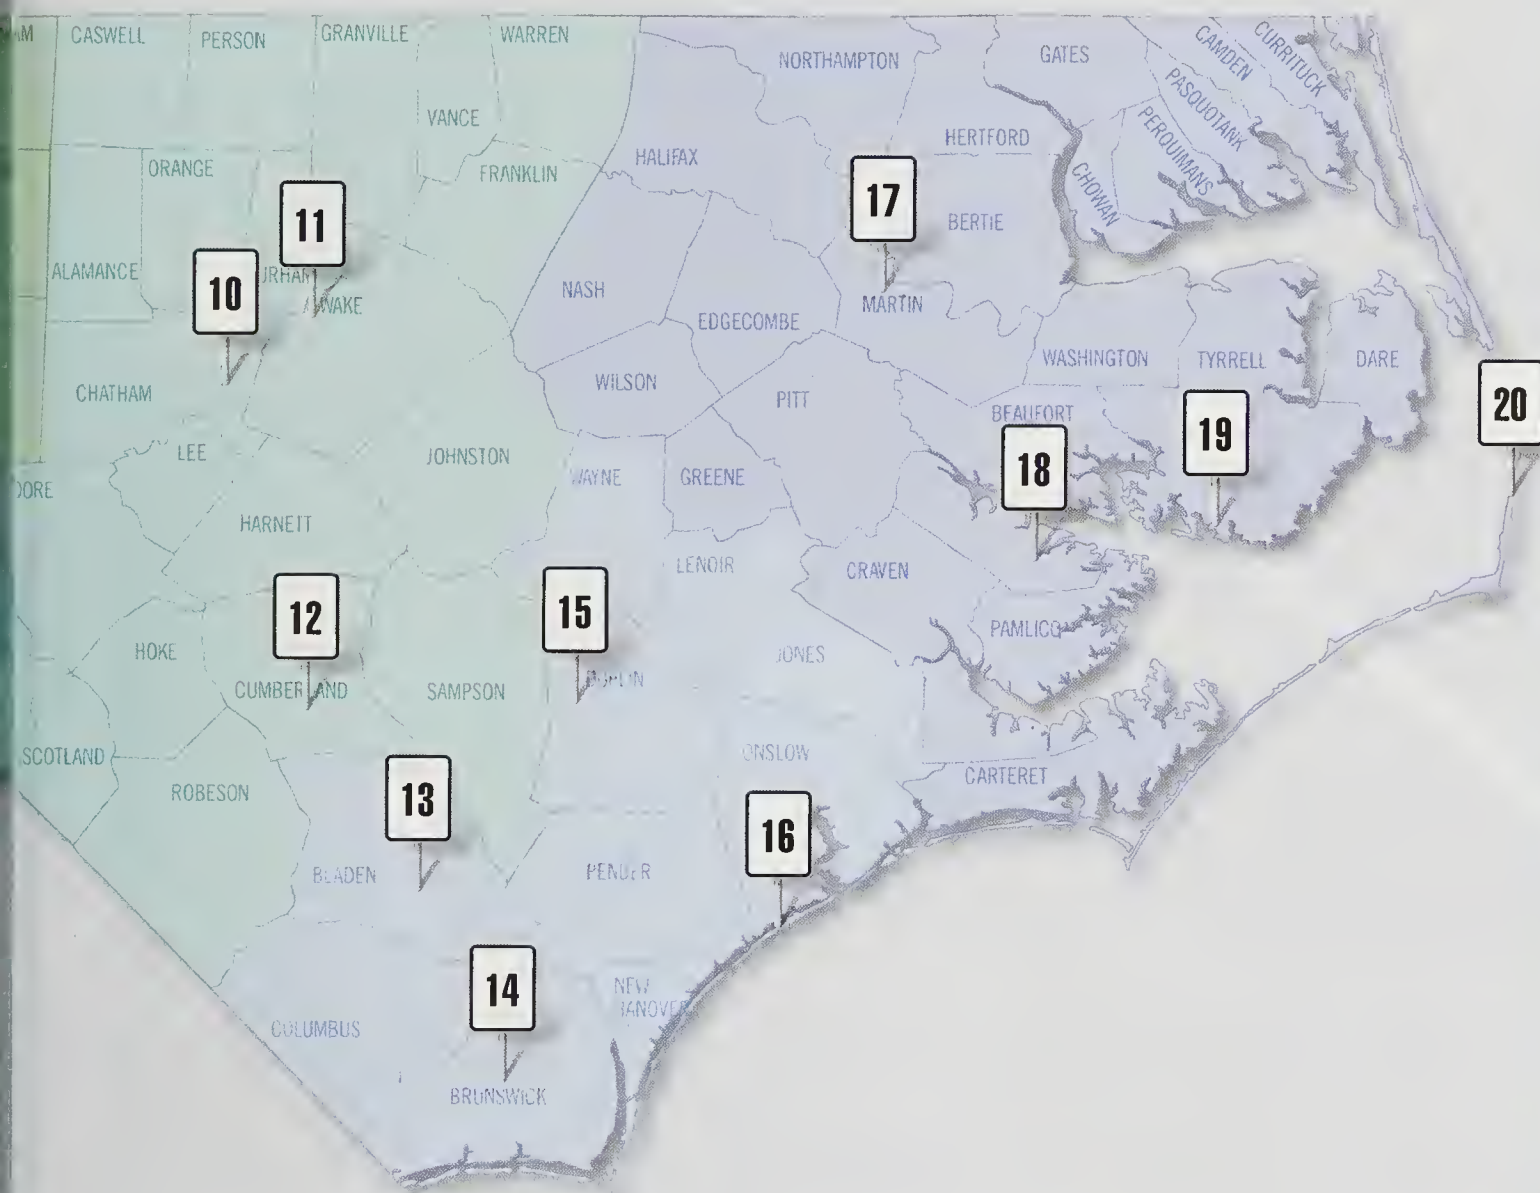 CASWELL
PERSON
GRANVILLE
WARREN
NORTHAMPTON
GATES
CAMDEN
CURRITUCK
VANCE
PASQUOTANK
PERQUIMANS
HERTFORD
HALIFAX
ORANGE
FRANKLIN
CHOWAN
11
17
BERTIE
ALAMANCE
10
WAKE
NASH
MARTIN
EDGECOMBE
WASHINGTON
TYRRELL
DARE
CHATHAM
WILSON
PITT
BEAUFORT
20
19
LEE
JOHNSTON
WAYNE
GREENE
18
HARNETT
LENOIR
CRAVEN
12
15
PAMLICO
HOKE
JONES
CUMBERLAND
SAMPSON
DUPLIN
SCOTLAND
ONSLOW
CARTERET
ROBESON
13
16
BLADEN
PENDER
14
NEW
HANOVER
COLUMBUS
BRUNSWICK